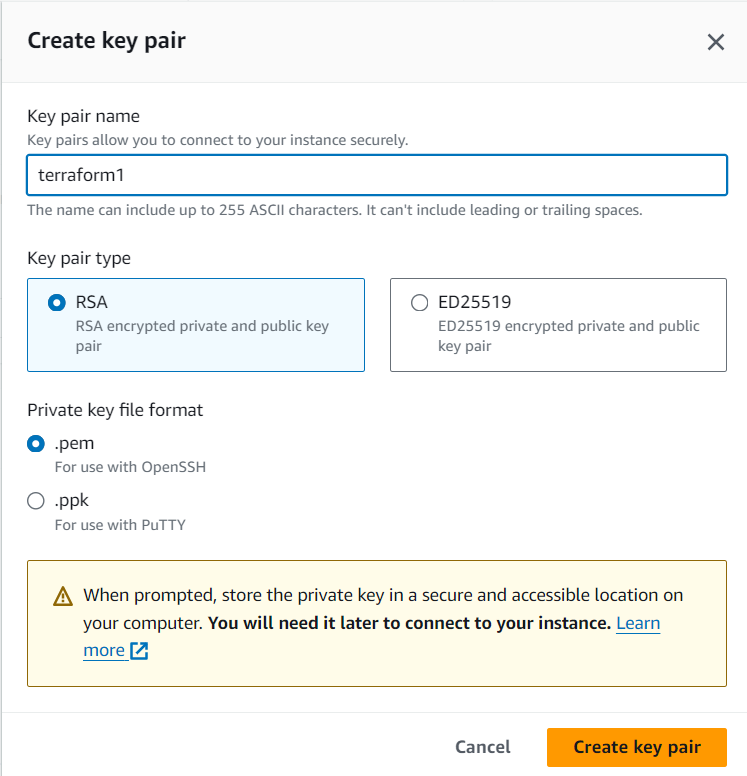 Create key pair
Key pair name
Key pairs allow you to connect to your instance securely.
terraform1
The name can include up to 255 ASCII characters. It can't include leading or trailing spaces.
Key pair type
RSA
RSA encrypted private and public key
pair
ED25519
ED25519 encrypted private and public
key pair
Private key file format
.pem
For use with OpenSSH
.ppk
For use with PuTTY
When prompted, store the private key in a secure and accessible location on
your computer. You will need it later to connect to your instance. Learn
more
Cancel
Create key pair